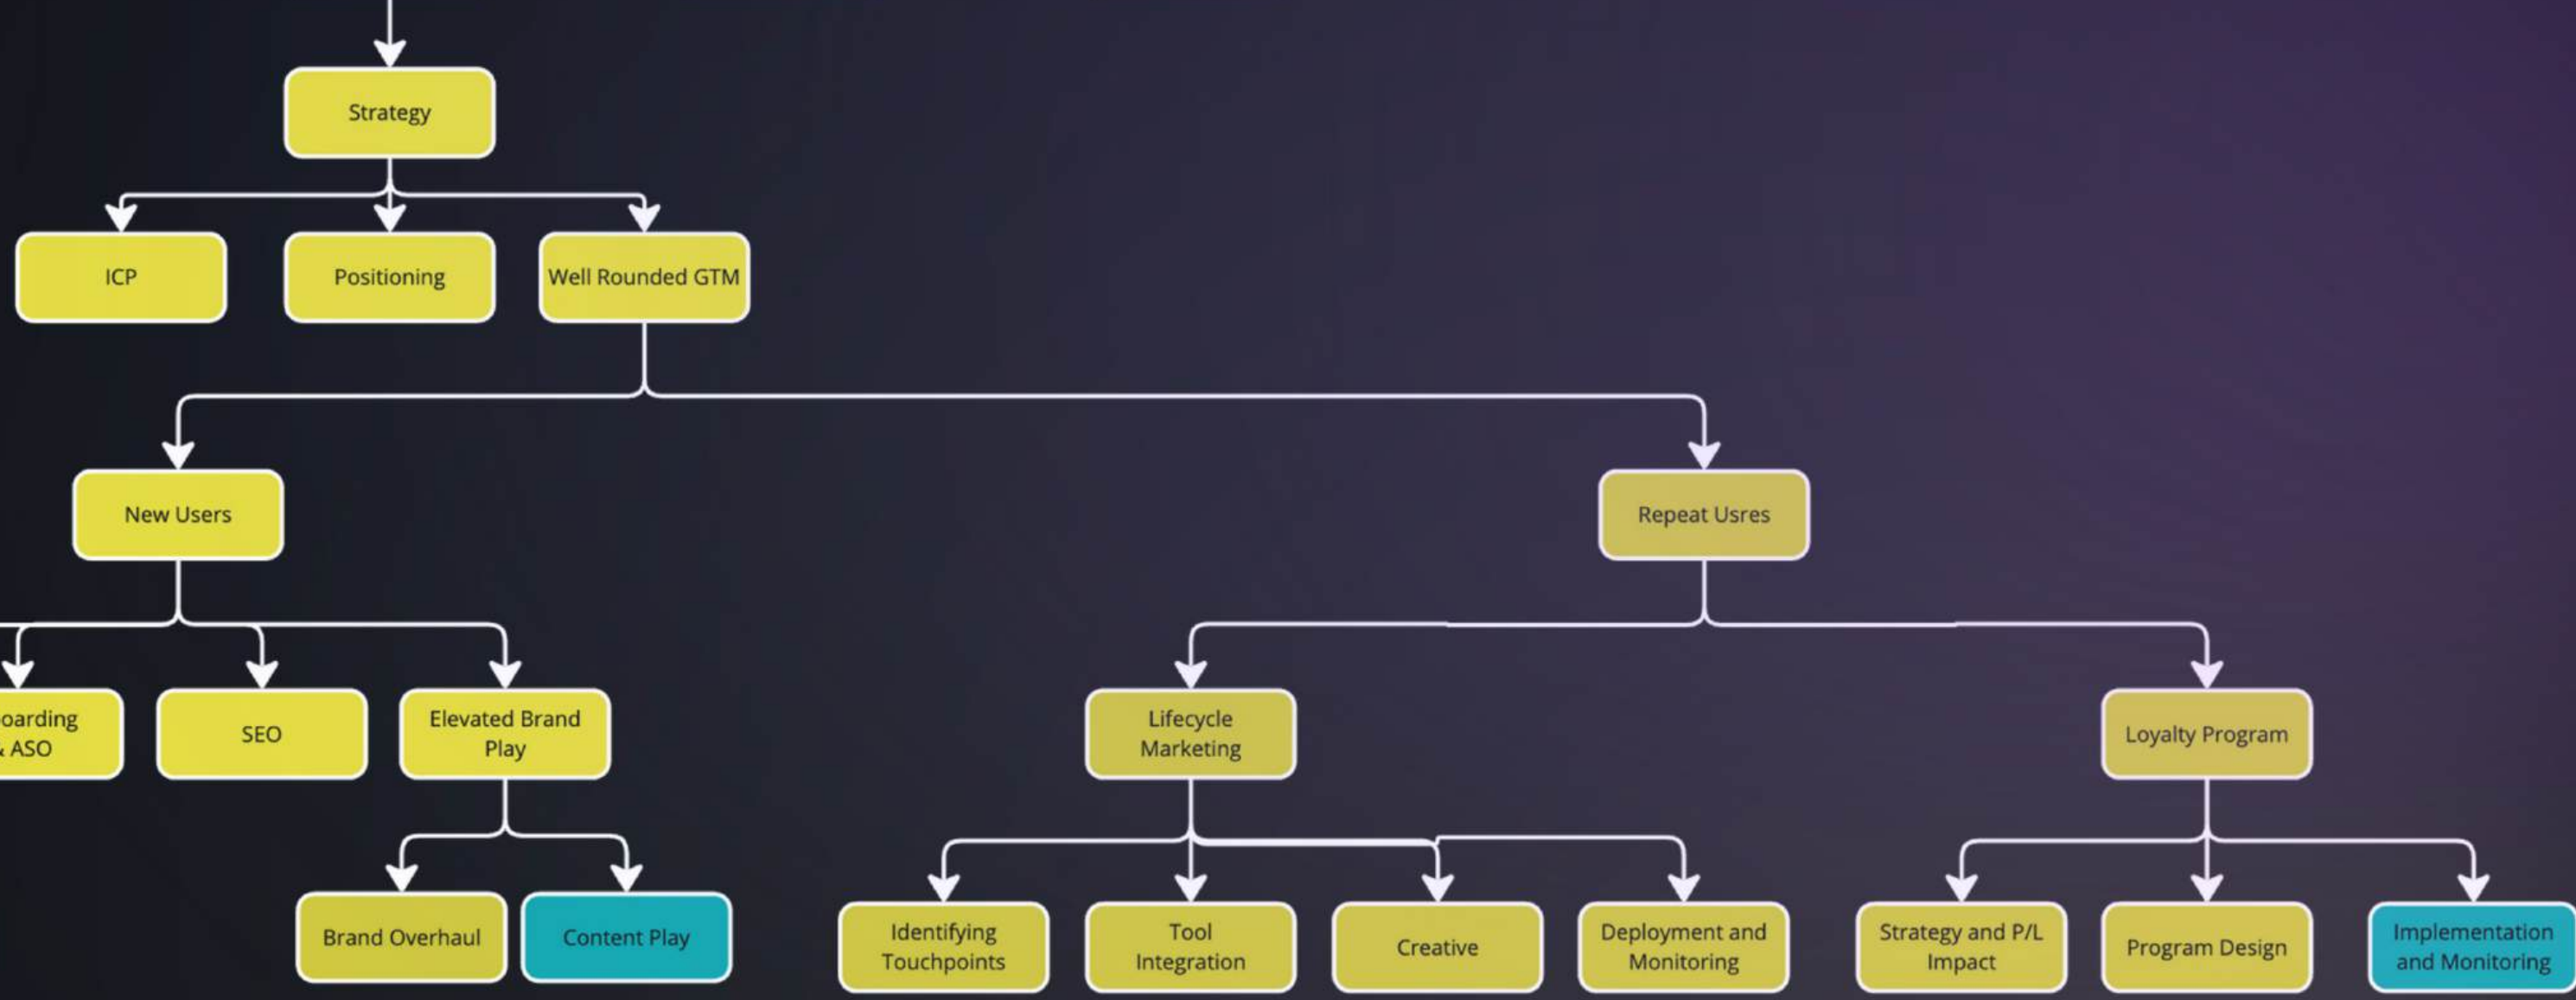 Strategy
ICP
Positioning
Well Rounded GTM
New Users
Repeat Usres
oarding
& ASO
SEO
Elevated Brand
Play
Lifecycle
Marketing
Loyalty Program
Brand Overhaul
Content Play
Identifying
Touchpoints
Tool
Integration
Creative
Deployment and
Monitoring
Strategy and P/L
Impact
Program Design
Implementation
and Monitoring